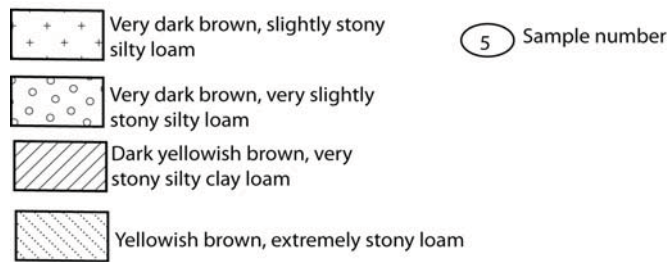 Very dark brown, slightly stony
silty loam
5 Sample number
Very dark brown, very slightly
stony silty loam
Dark yellowish brown, very
stony silty clay loam
Yellowish brown, extremely stony loam